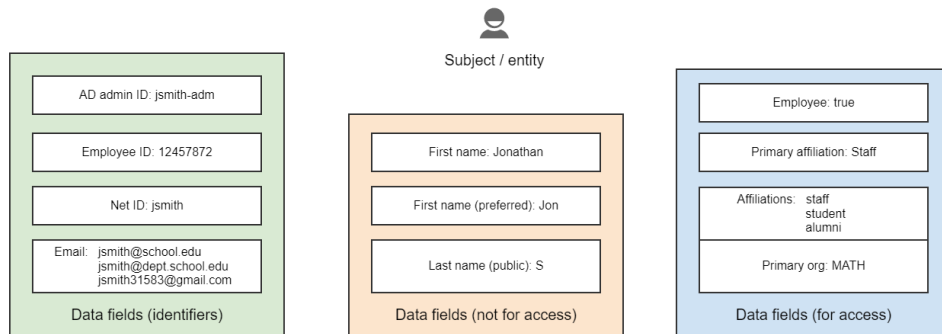 Subject / entity
AD admin ID: jsmith-adm
Employee ID: 12457872
Net ID: jsmith
Email: jsmith@school.edu
jsmith@dept.school.edu
jsmith31583@gmail.com
Data fields (identifiers)
First name: Jonathan
First name (preferred): Jon
Last name (public): S
Data fields (not for access)
Employee: true
Primary affiliation: Staff
Affiliations: staff
student
alumni
Primary org: MATH
Data fields (for access)